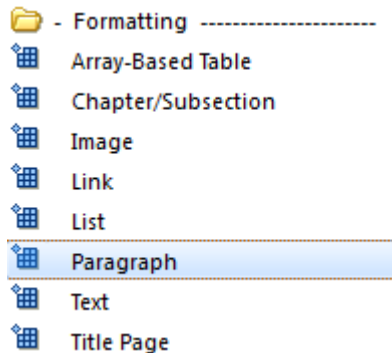 - Formatting ----------------------
Array-Based Table
Chapter/Subsection
Image
Link
List
Paragraph
Text
Title Page